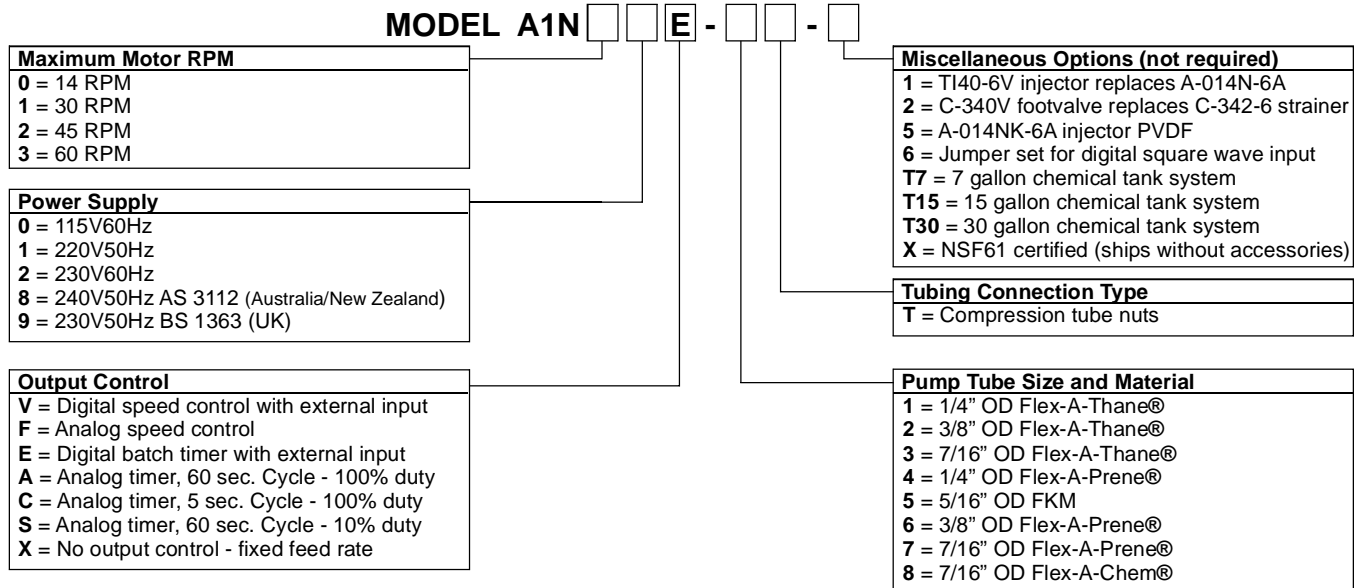 MODEL A1N E - -
Maximum Motor RPM
0 = 14 RPM
1 = 30 RPM
2 = 45 RPM
3 = 60 RPM
Power Supply
0 = 115V60Hz
1 = 220V50Hz
2 = 230V60Hz
8 = 240V50Hz AS 3112 (Australia/New Zealand)
9 = 230V50Hz BS 1363 (UK)
Output Control
V = Digital speed control with external input
F = Analog speed control
E = Digital batch timer with external input
A = Analog timer, 60 sec. Cycle - 100% duty
C = Analog timer, 5 sec. Cycle - 100% duty
S = Analog timer, 60 sec. Cycle - 10% duty
X = No output control - fixed feed rate
Miscellaneous Options (not required)
1 = TI40-6V injector replaces A-014N-6A
2 = C-340V footvalve replaces C-342-6 strainer
5 = A-014NK-6A injector PVDF
6 = Jumper set for digital square wave input
T7 = 7 gallon chemical tank system
T15 = 15 gallon chemical tank system
T30 = 30 gallon chemical tank system
X = NSF61 certified (ships without accessories)
Tubing Connection Type
T = Compression tube nuts
Pump Tube Size and Material
1 = 1/4” OD Flex-A-Thane®
2 = 3/8” OD Flex-A-Thane®
3 = 7/16” OD Flex-A-Thane®
4 = 1/4” OD Flex-A-Prene®
5 = 5/16” OD FKM
6 = 3/8” OD Flex-A-Prene®
7 = 7/16” OD Flex-A-Prene®
8 = 7/16” OD Flex-A-Chem®